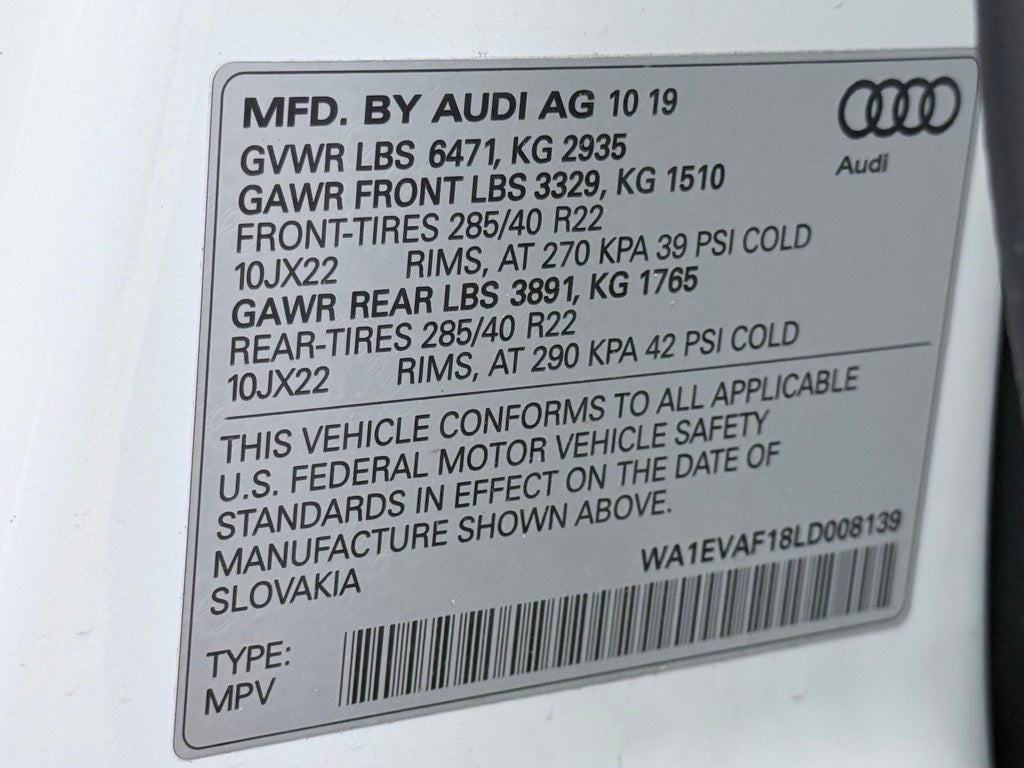 MFD. BY AUDI AG 10 19
Audi
GVWR LBS 6471, KG 2935
GAWR FRONT LBS 3329, KG 1510
FRONT-TIRES 285/40 R22
10JX22 RIMS, AT 270 KPA 39 PSI COLD
GAWR REAR LBS 3891, KG 1765
REAR-TIRES 285/40 R22
10JX22 RIMS, AT 290 KPA 42 PSI COLD
THIS VEHICLE CONFORMS TO ALL APPLICABLE
U.S. FEDERAL MOTOR VEHICLE SAFETY
STANDARDS IN EFFECT ON THE DATE OF
MANUFACTURE SHOWN ABOVE.
SLOVAKIA WA1EVAF18LD008139
TYPE:
MPV